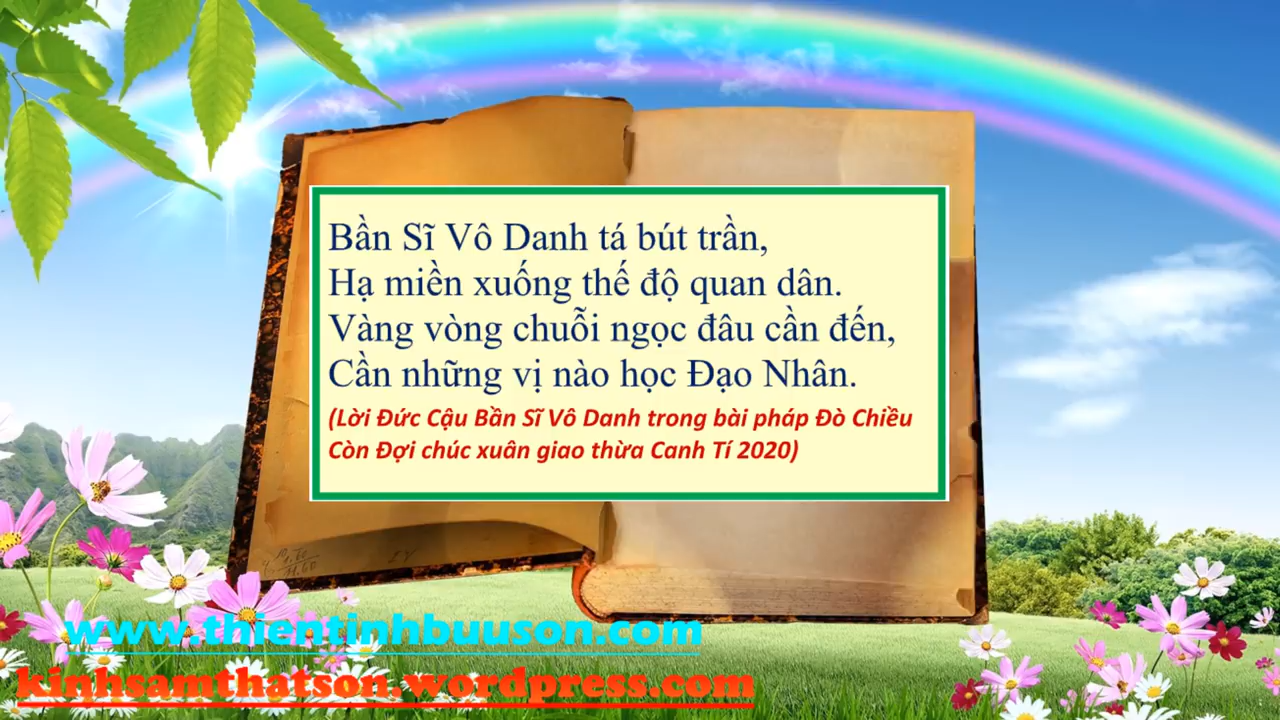 Bần Sĩ Vô Danh tá bút trần,
Hạ miền xuống thế độ quan dân.
Vàng vòng chuỗi ngọc đâu cần đến,
Cần những vị nào học Đạo Nhân.
(Lời Đức Cậu Bần Sĩ Vô Danh trong bài pháp Đò Chiều
Còn Đợi chúc xuân giao thừa Canh Tí 2020)
www.thientinhbuuson.com
kinhsamthatson.wordpress.com